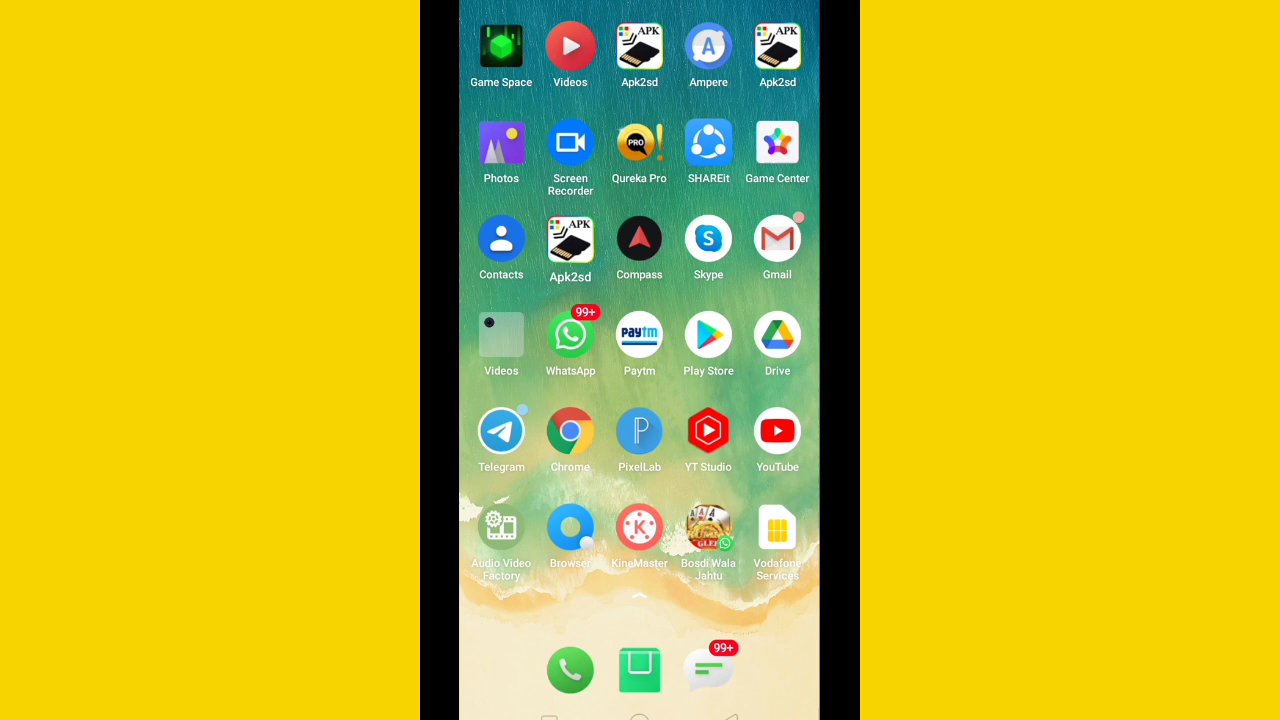 APK
APK
Game Space
Videos
Apk2sd
Ampere
Apk2sd
PRO
Photos
Screen
Recorder
Qureka Pro
SHAREit
Game Center
APK
Contacts
Apk2sd
Compass
Skype
Gmail
99+
paytm
Videos
WhatsApp
Paytm
Play Store
Drive
Telegram
Chrome
PixelLab
YT Studio
YouTube
Audio Video
Factory
Browser
KineMaster
Bosdi Wala
Jahtu
Vodafone
Services
99+